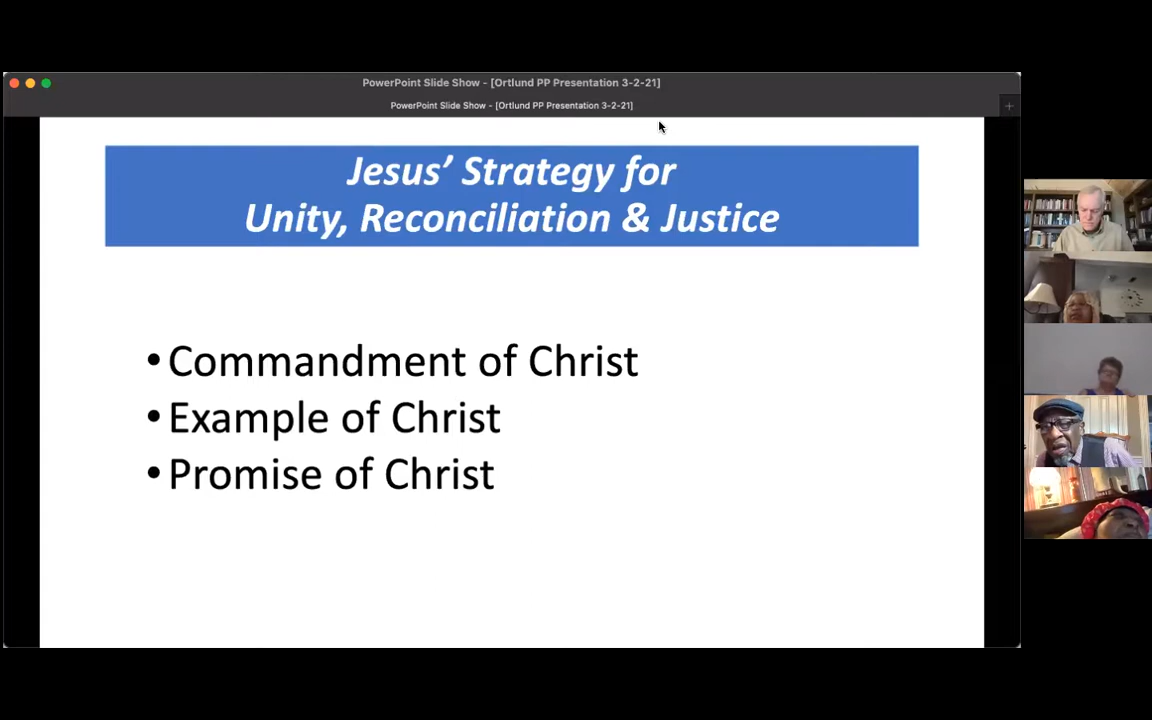 PowerPoint Slide Show - [Ortlund PP Presentation 3-2-21]
PowerPoint Slide Show - [Ortlund PP Presentation 3-2-21]
Jesus’ Strategy for
Unity, Reconciliation & Justice
• Commandment of Christ
• Example of Christ
• Promise of Christ